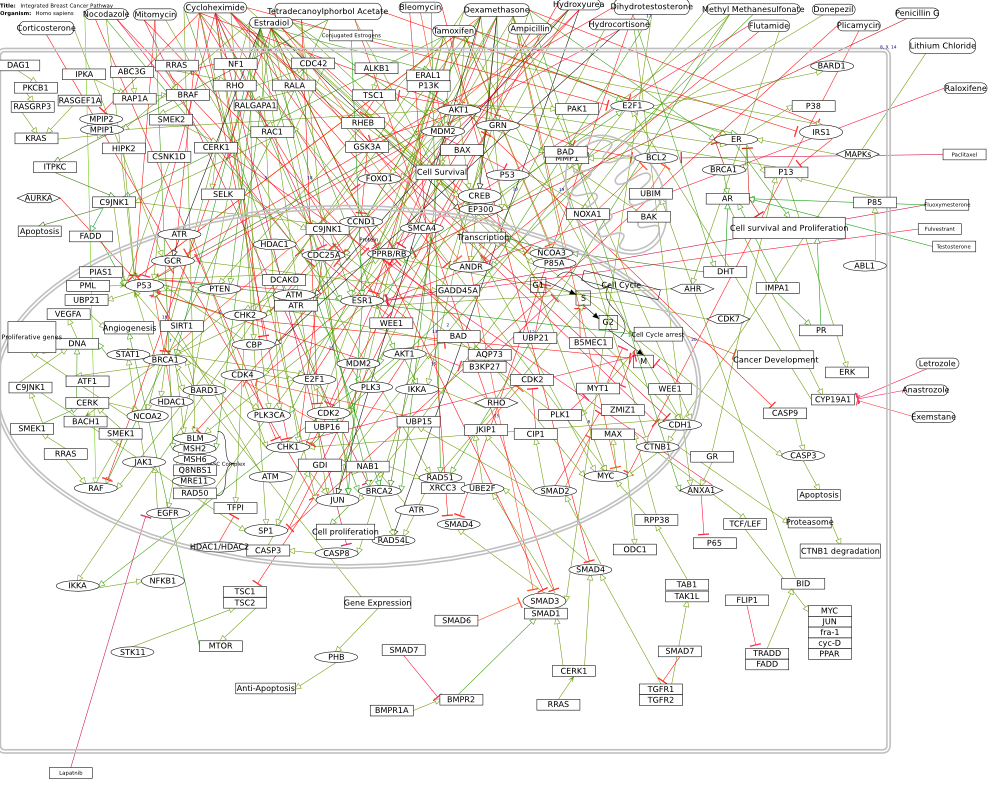 Title: Integrated Breast Cancer Pathway
Organism: Homo sapiens
Nocodazole
Mitomycin
Cycloheximide
Estradiol
Tetradecanoylphorbol Acetate
Conjugated Estrogens
Bleomycin
Tamoxifen
Dexamethasone
Ampicillin
Hydroxyurea
Hydrocortisone
Dihydrotestosterone
Methyl Methanesulfonate
Flutamide
Donepezil
Plicamycin
Penicillin G
Corticosterone
Lithium Chloride
Raloxifene
DAG1
PKCB1
RASGRP3
KRAS
ITPKC
IPKA
RASGEF1A
MPIP2
MPIP1
ABC3G
RAP1A
HIPK2
RRAS
BRAF
SMEK2
CSNK1D
NF1
RHO
RALGAPA1
RAC1
CERK1
SELK
CDC42
RALA
ALKB1
TSC1
RHEB
GSK3A
ERAL1
P13K
AKT1
MDM2
GRN
BAX
Cell Survival
P53
CREB
EP300
Transcription
FOXO1
PAK1
E2F1
BAD
MMP1
BCL2
UBIM
BAK
NOXA1
BARD1
P38
IRS1
ER
MAPKs
BRCA1
P13
AR
P85
Paclitaxel
Fluoxymesterone
Fulvestrant
Testosterone
Cell survival and Proliferation
ABL1
AURKA
C9JNK1
Apoptosis
FADD
ATR
GCR
HDAC1
C9JNK1
CCND1
CDC25A
PPRB/RB
SMCA4
Protein
ANDR
NCOA3
P85A
GADD45A
G1
S
G2
M
Cell Cycle
Cell Cycle arrest
DHT
AHR
IMPA1
CDK7
PR
Cancer Development
ERK
CYP19A1
CASP9
CASP3
Apoptosis
Letrozole
Anastrozole
Exemstane
PIAS1
PML
UBP21
P53
PTEN
DCAKD
ATM
ATR
ESR1
CHK2
CBP
WEE1
VEGFA
Angiogenesis
SIRT1
Proliferative genes
DNA
STAT1
BRCA1
CDK4
MDM2
AKT1
BAD
AQP73
B3KP27
UBP21
B5MEC1
CDK2
MYT1
WEE1
C9JNK1
ATF1
CERK
BACH1
SMEK1
SMEK1
RRAS
HDAC1
NCOA2
BARD1
E2F1
PLK3
IKKA
RHO
PLK3CA
CDK2
UBP16
UBP15
JKIP1
CIP1
PLK1
ZMIZ1
MAX
CDH1
CTNB1
CHK1
BLM
MSH2
MSH6
Q8NBS1
MRE11
RAD50
JAK1
RAF
EGFR
ATM
GDI
NAB1
JUN
BRCA2
RAD51
XRCC3
UBE2F
SMAD2
MYC
GR
ANXA1
TFPI
SP1
ATR
SMAD4
HDAC1/HDAC2
CASP3
Cell proliferation
CASP8
RAD54L
RPP38
ODC1
P65
TCF/LEF
Proteasome
CTNB1 degradation
IKKA
NFKB1
TSC1
TSC2
Gene Expression
MTOR
STK11
PHB
Anti-Apoptosis
SMAD4
SMAD3
SMAD1
SMAD6
SMAD7
BMPR2
BMPR1A
CERK1
RRAS
TAB1
TAK1L
SMAD7
TGFR1
TGFR2
FLIP1
TRADD
FADD
BID
MYC
JUN
fra-1
cyc-D
PPAR
Lapatnib